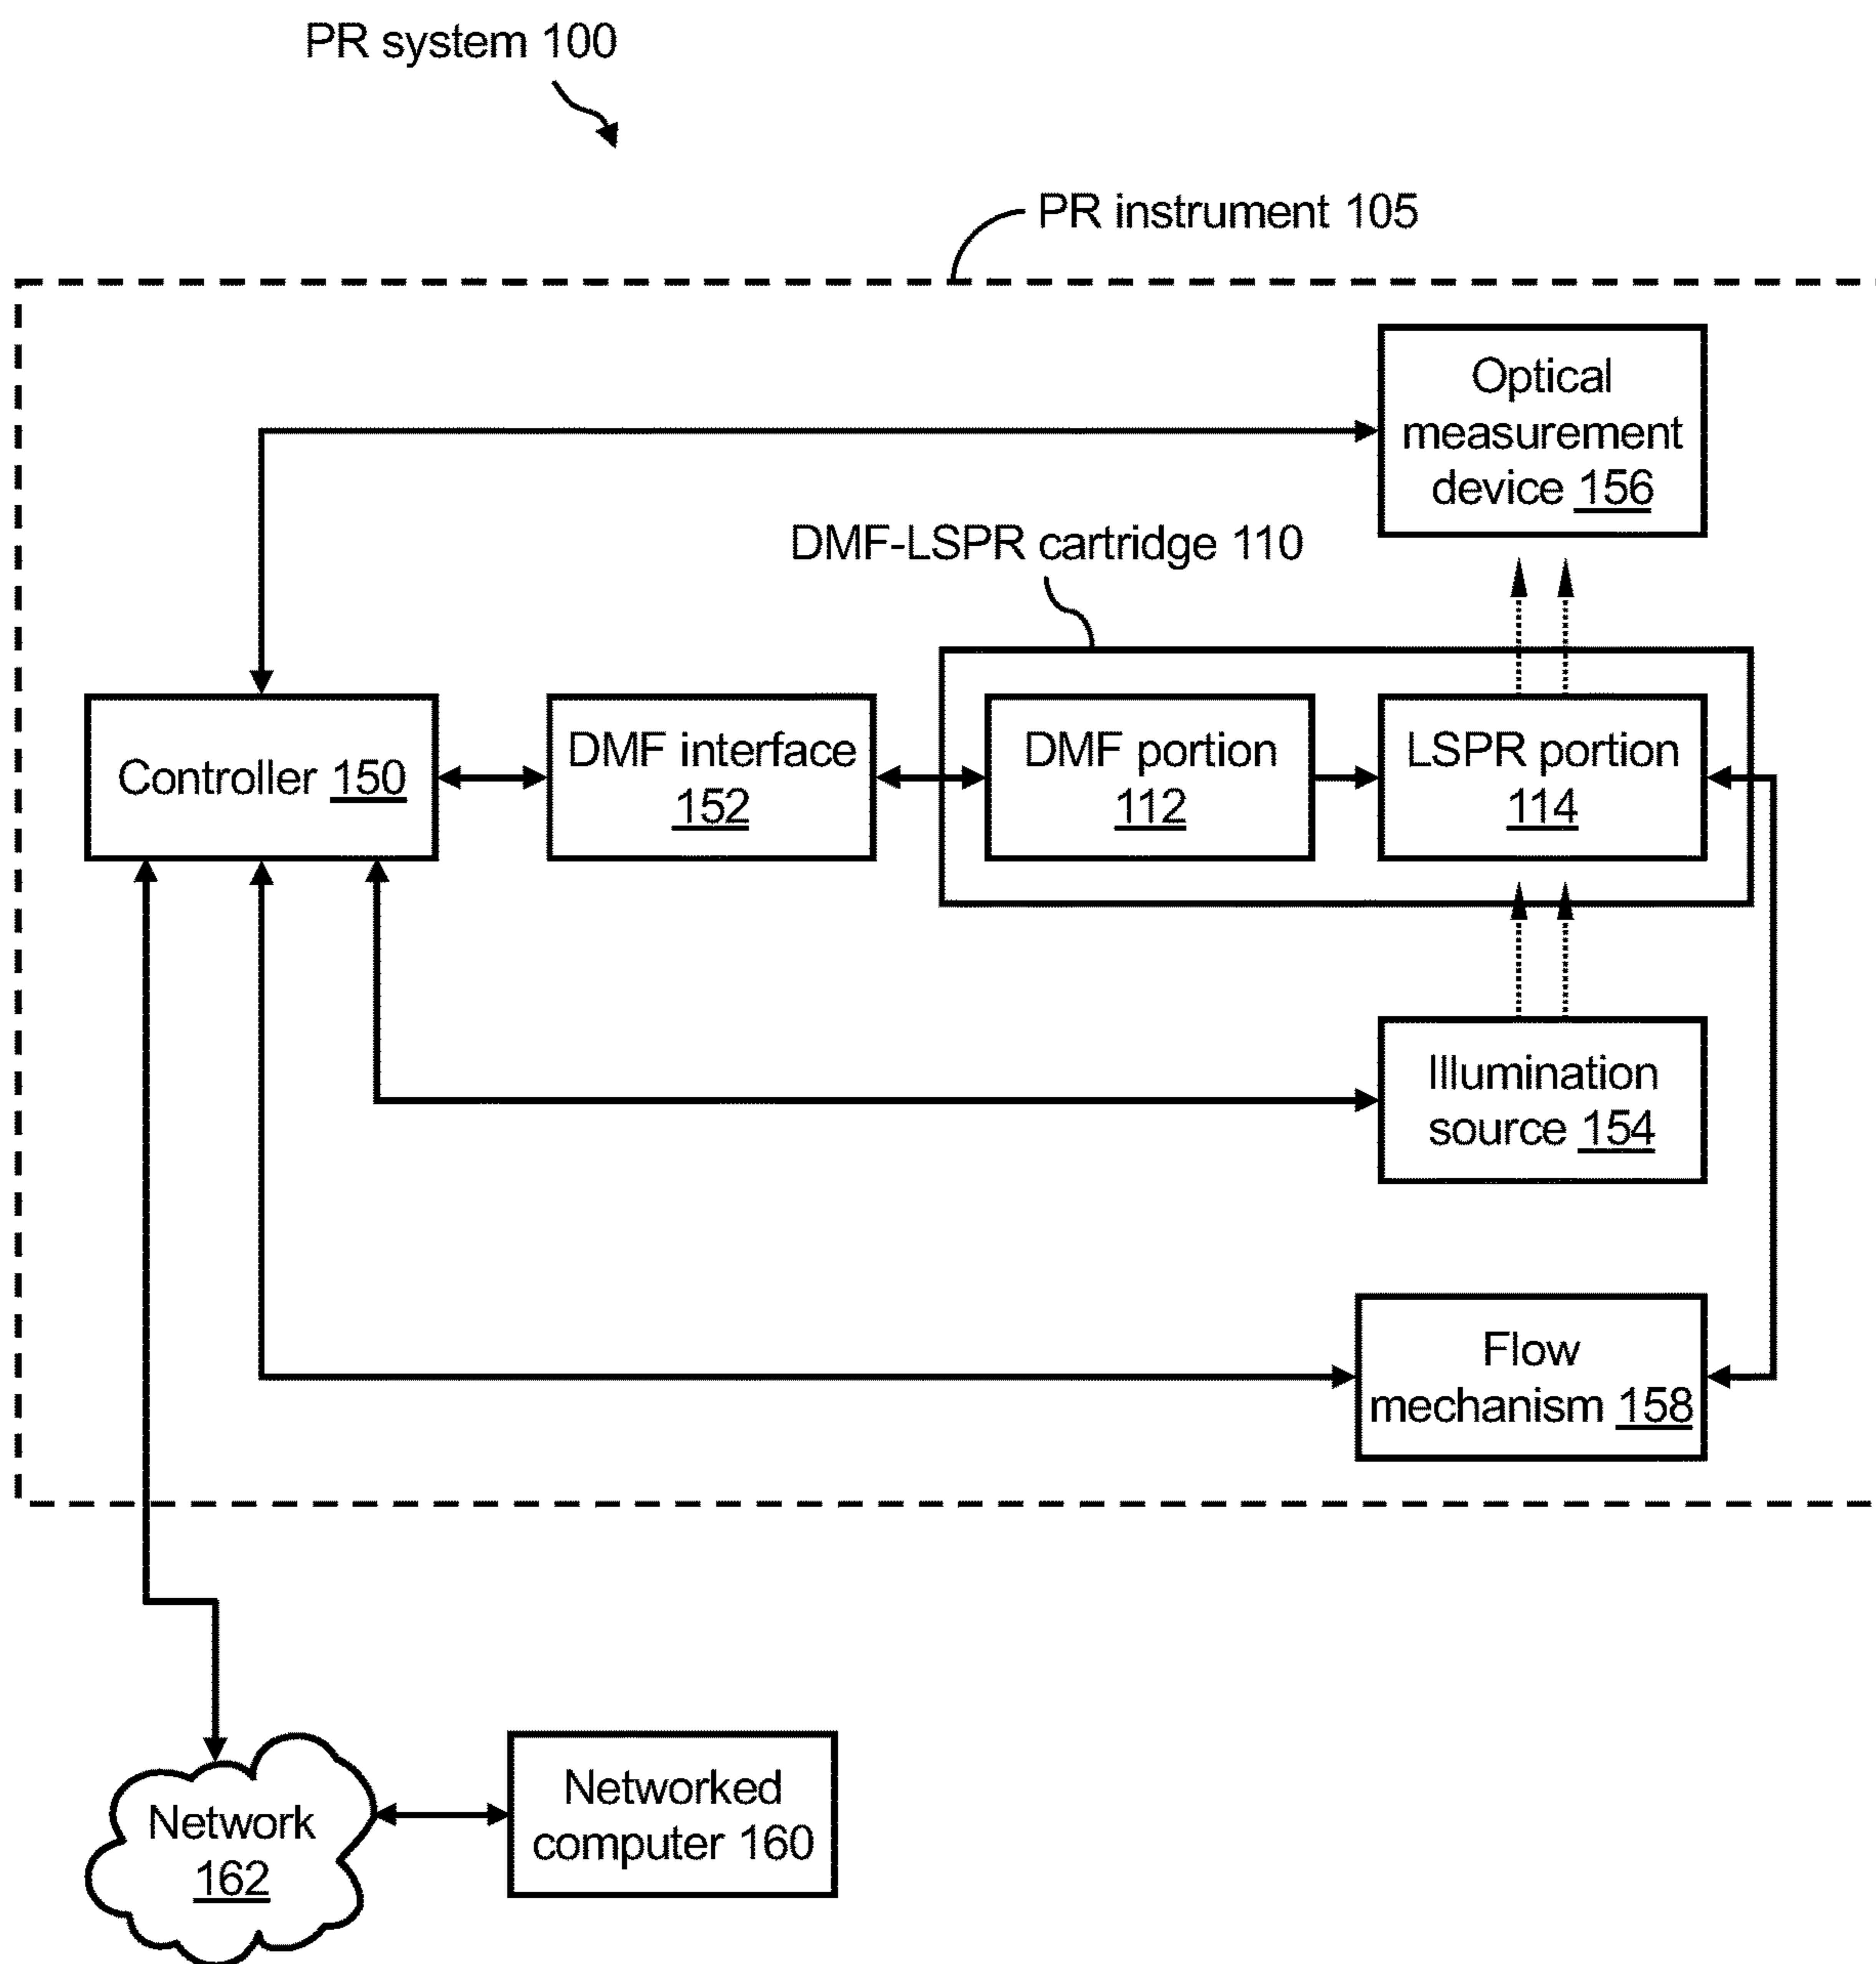 PR system 100
PR instrument 105
Optical
measurement
device 156
DMF-LSPR cartridge 110
Controller 150
DMF interface
152
DMF portion
112
LSPR portion
114
Illumination
source 154
Flow
mechanism 158
Network
162
Networked
computer 160